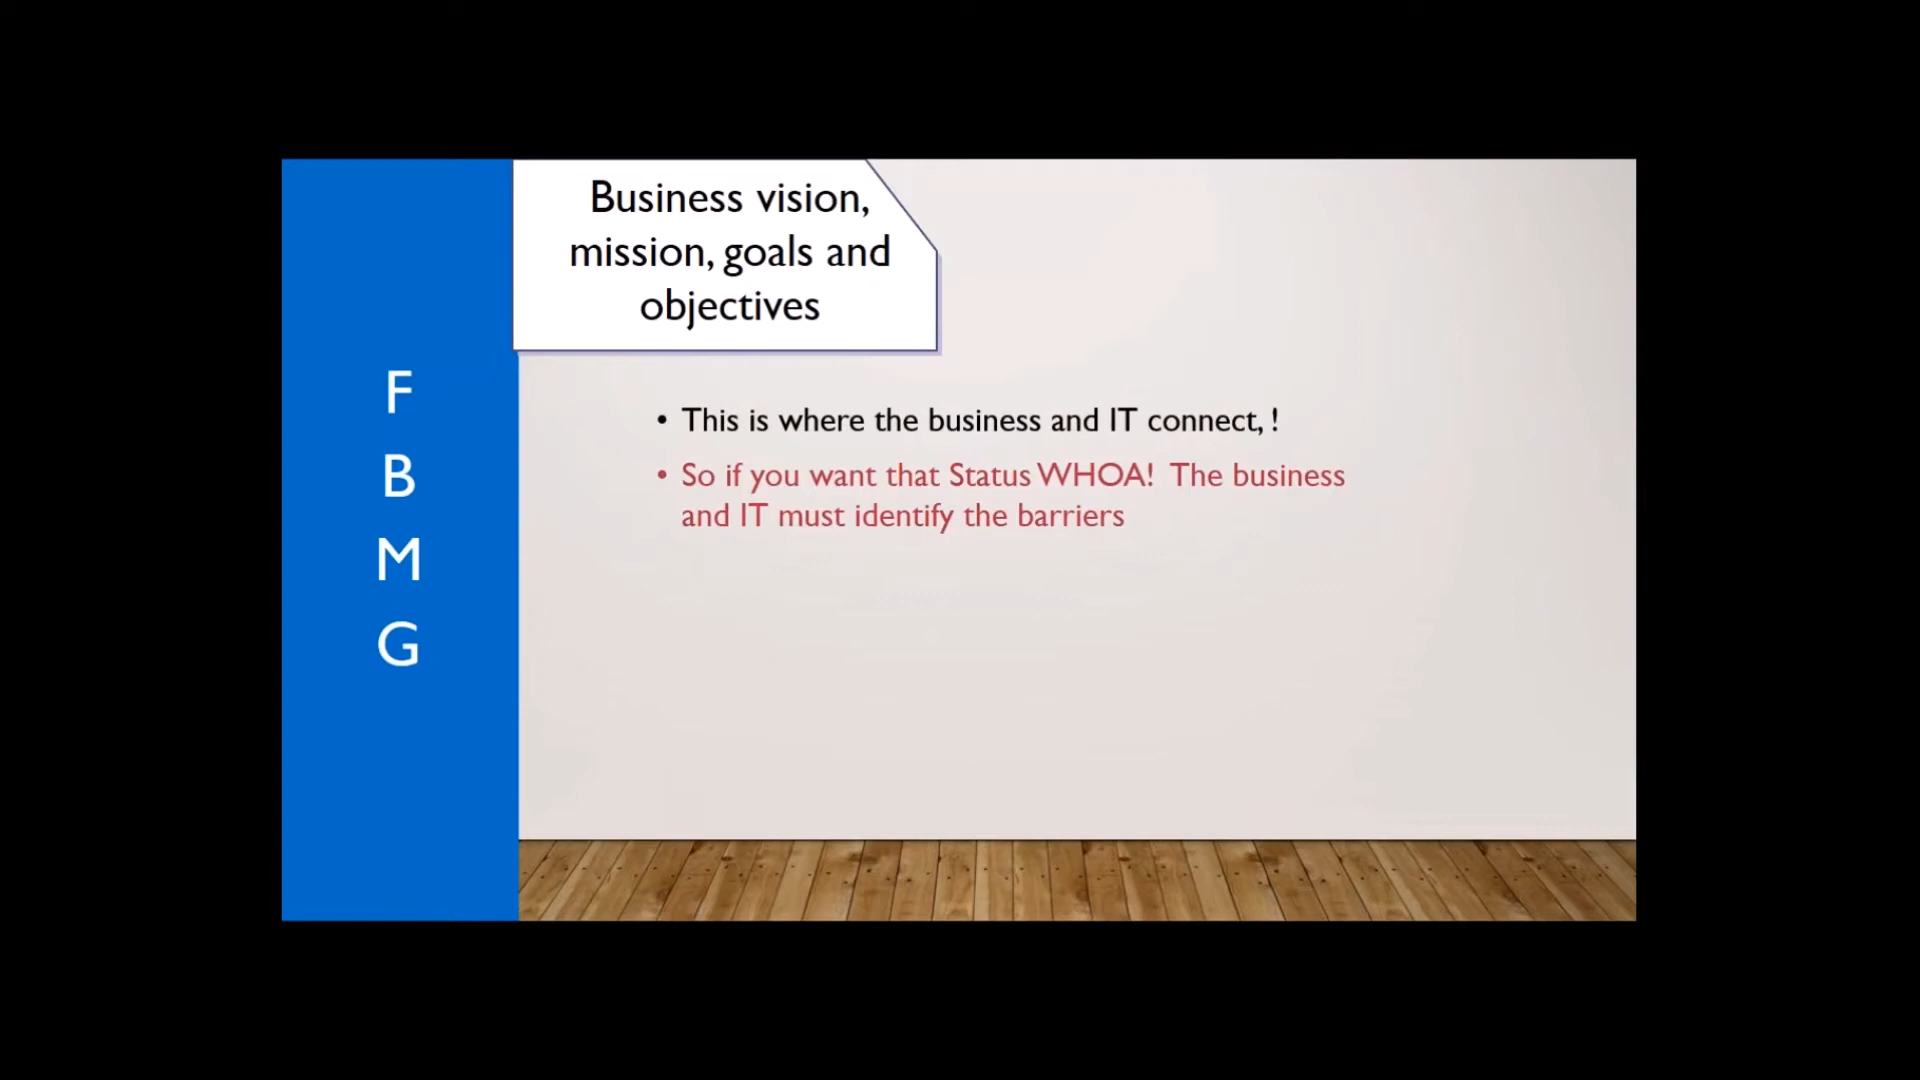 Business vision,
mission, goals and
objectives
F
B
M
G
• This is where the business and IT connect, !
• So if you want that Status WHOA!  The business
and IT must identify the barriers